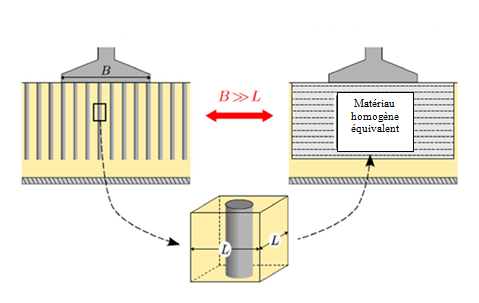 B
B ≫ L
Matériau
homogène
équivalent
L
L